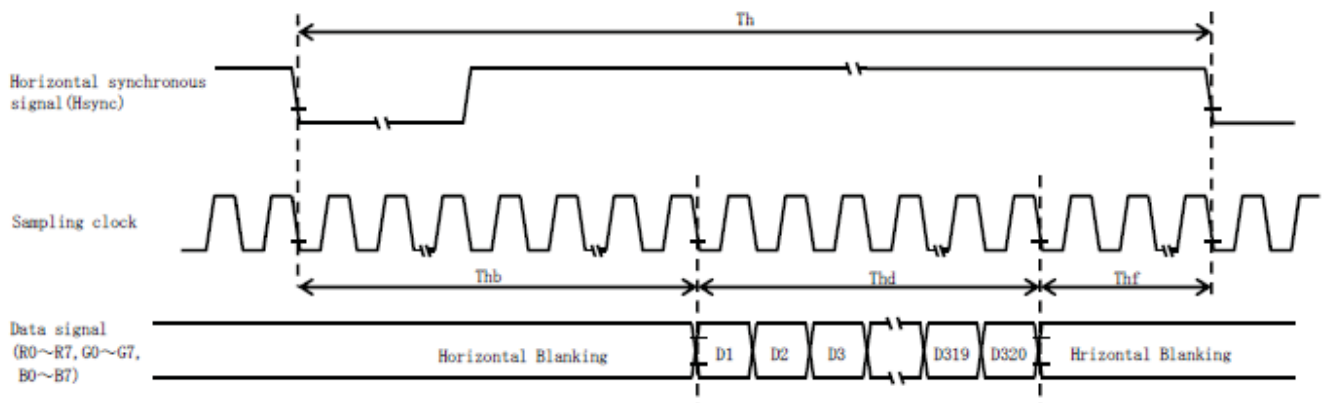 Th
Horizontal synchronous
signal(Hsync)
Sampling clock
Thb
Thd
Thf
Data signal
(R0～R7,G0～G7,
B0～B7)
Horizontal Blanking
D1
D2
D3
D319
D320
Hrizontal Blanking